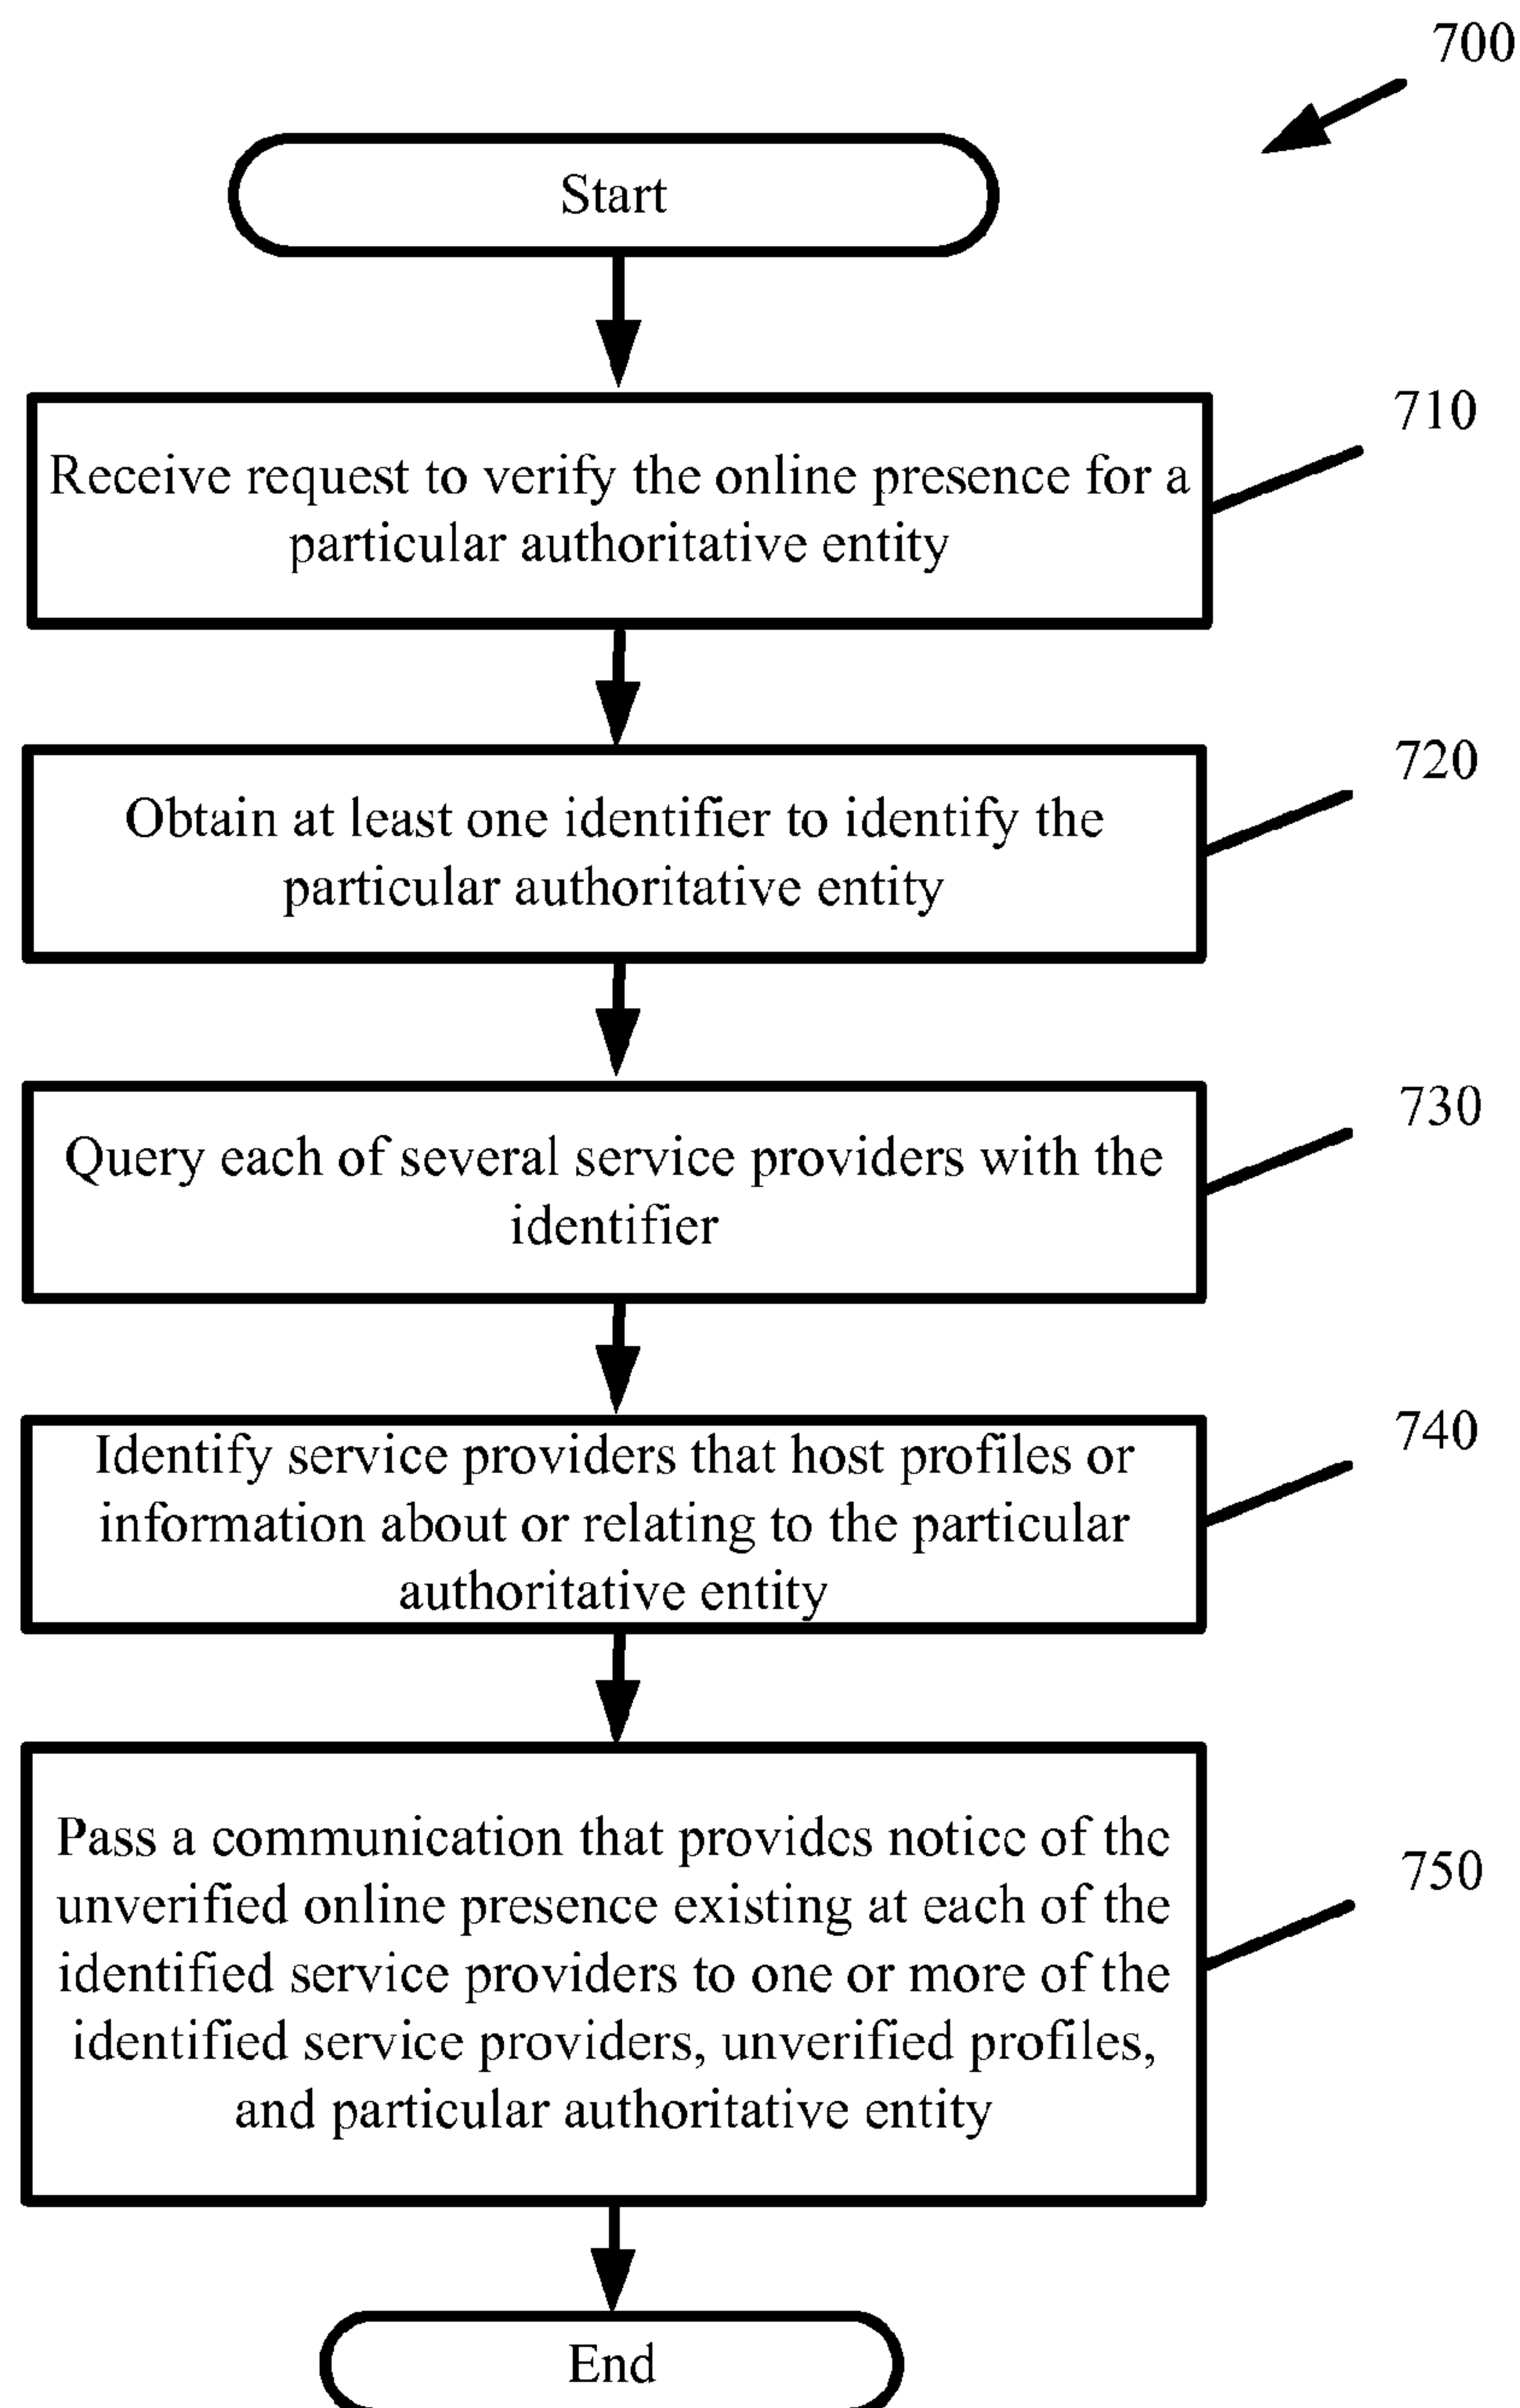 700
Start
710
Receive request to verify the online presence for a
particular authoritative entity
720
Obtain at least one identifier to identify the
particular authoritative entity
730
Query each of several service providers with the
identifier
740
Identify service providers that host profiles or
information about or relating to the particular
authoritative entity
750
Pass a communication that provides notice of the
unverified online presence existing at each of the
identified service providers to one or more of the
identified service providers, unverified profiles,
and particular authoritative entity
End